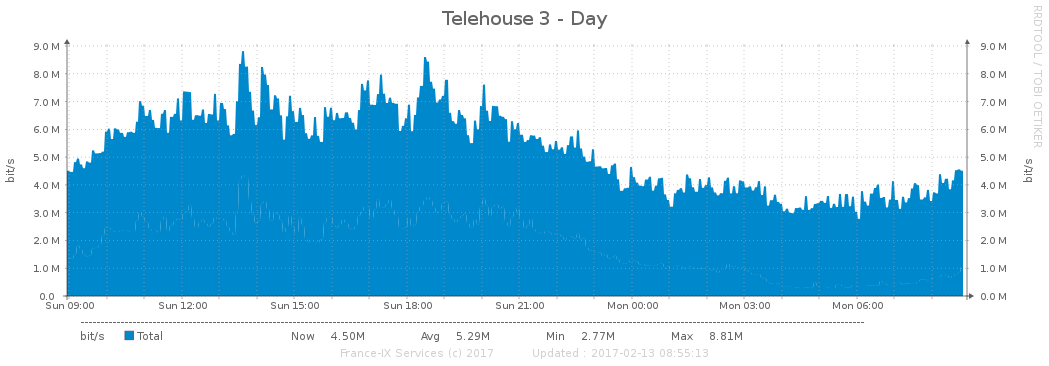 Telehouse 3 - Day
RRDTOOL / TOBI OETIKER
bit/s
9.0 M
8.0 M
7.0 M
6.0 M
5.0 M
4.0 M
3.0 M
2.0 M
1.0 M
0.0
9.0 M
8.0 M
7.0 M
6.0 M
5.0 M
4.0 M
3.0 M
2.0 M
1.0 M
0.0 M
bit/s
Sun 09:00 Sun 12:00 Sun 15:00 Sun 18:00 Sun 21:00 Mon 00:00 Mon 03:00 Mon 06:00
bit/s Total Now 4.50M Avg 5.29M Min 2.77M Max 8.81M
France-IX Services (c) 2017 Updated : 2017-02-13 08:55:13